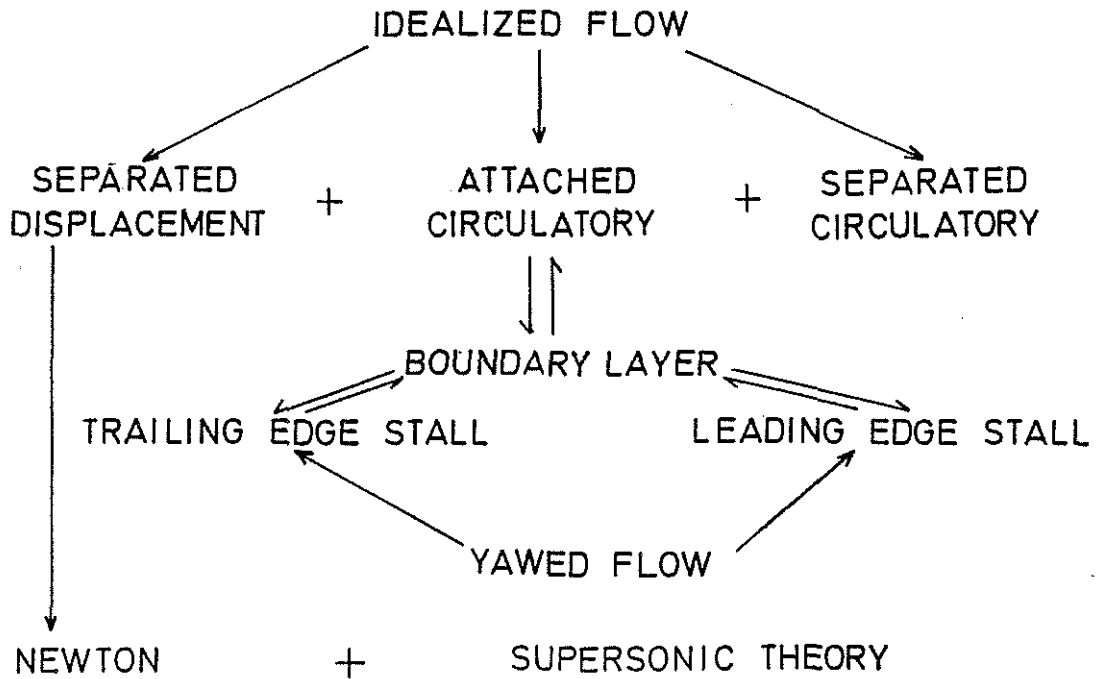 IDEALIZED FLOW
SEPARATED DISPLACEMENT + ATTACHED CIRCULATORY + SEPARATED CIRCULATORY
BOUNDARY LAYER
TRAILING EDGE STALL
LEADING EDGE STALL
YAWED FLOW
NEWTON + SUPERSONIC THEORY